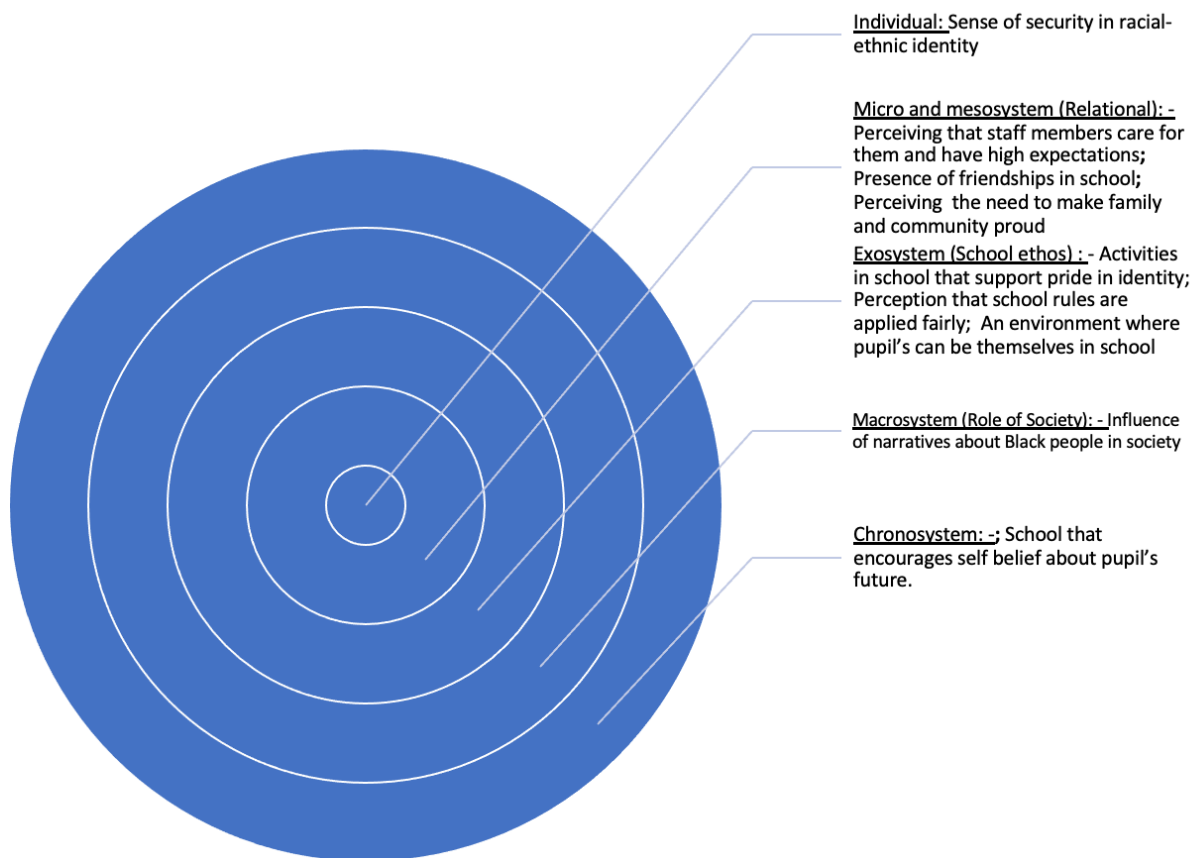 Individual: Sense of security in racial-
ethnic identity
Micro and mesosystem (Relational): -
Perceiving that staff members care for
them and have high expectations;
Presence of friendships in school;
Perceiving  the need to make family
and community proud
Exosystem (School ethos) : - Activities
in school that support pride in identity;
Perception that school rules are
applied fairly;  An environment where
pupil's can be themselves in school
Macrosystem (Role of Society): - Influence
of narratives about Black people in society
Chronosystem: -; School that
encourages self belief about pupil's
future.